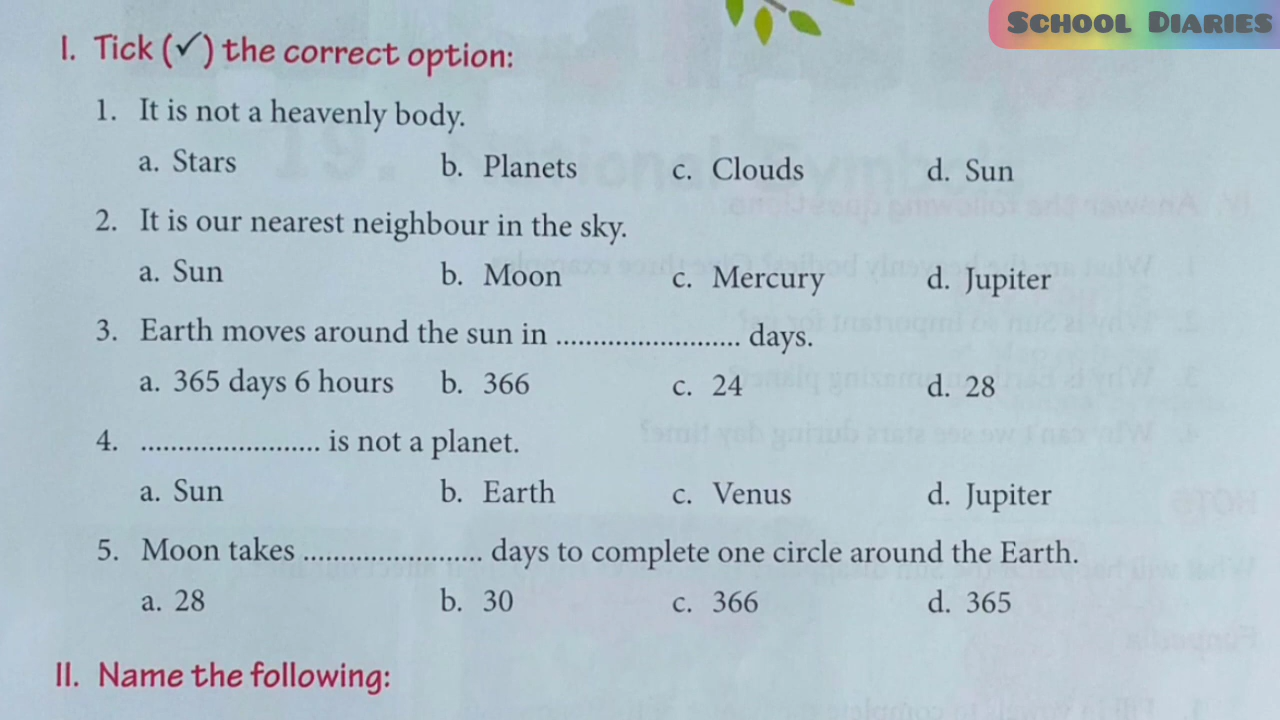 SCHOOL DIARIES
I. Tick (✓) the correct option:
1. It is not a heavenly body.
a. Stars b. Planets c. Clouds d. Sun
2. It is our nearest neighbour in the sky.
a. Sun b. Moon c. Mercury d. Jupiter
3. Earth moves around the sun in ........................ days.
a. 365 days 6 hours b. 366 c. 24 d. 28
4. ........................ is not a planet.
a. Sun b. Earth c. Venus d. Jupiter
5. Moon takes ........................ days to complete one circle around the Earth.
a. 28 b. 30 c. 366 d. 365
II. Name the following: